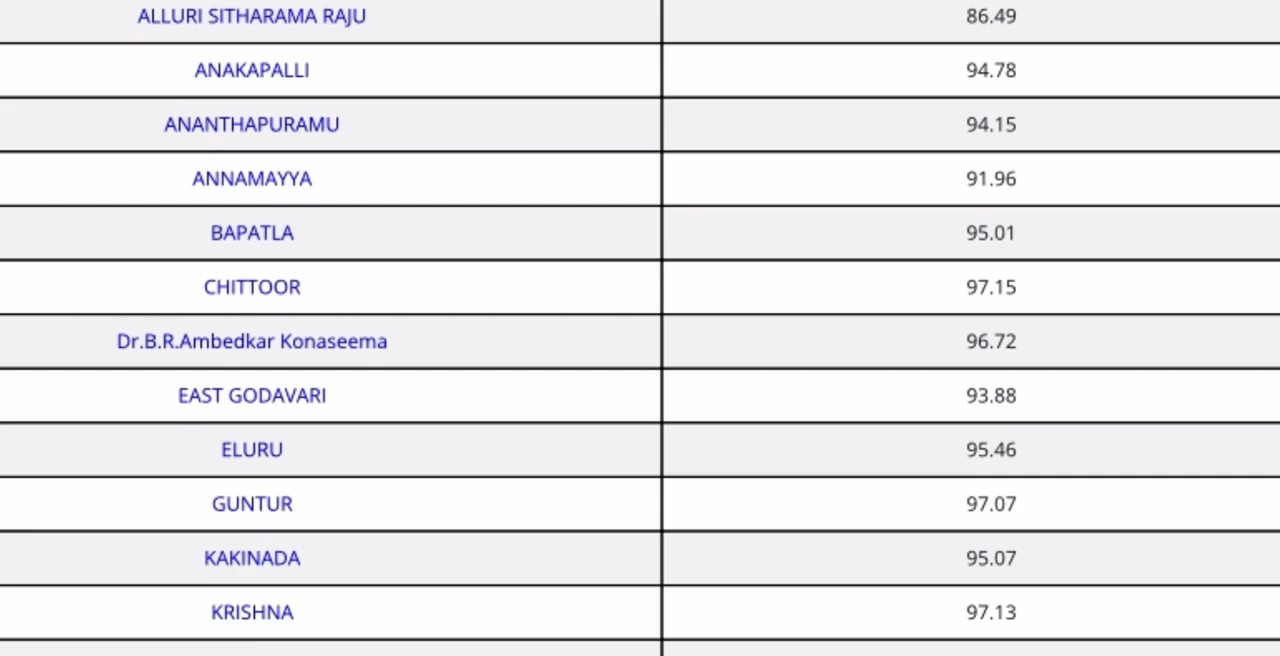 ALLURI SITHARAMA RAJU 86.49
ANAKAPALLI 94.78
ANANTHAPURAMU 94.15
ANNAMAYYA 91.96
BAPATLA 95.01
CHITTOOR 97.15
Dr.B.R.Ambedkar Konaseema 96.72
EAST GODAVARI 93.88
ELURU 95.46
GUNTUR 97.07
KAKINADA 95.07
KRISHNA 97.13